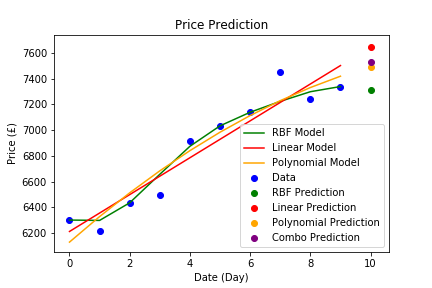 Price Prediction
Price (£)
7600
7400
7200
7000
6800
6600
6400
6200
RBF Model
Linear Model
Polynomial Model
Data
RBF Prediction
Linear Prediction
Polynomial Prediction
Combo Prediction
0 2 4 6 8 10
Date (Day)